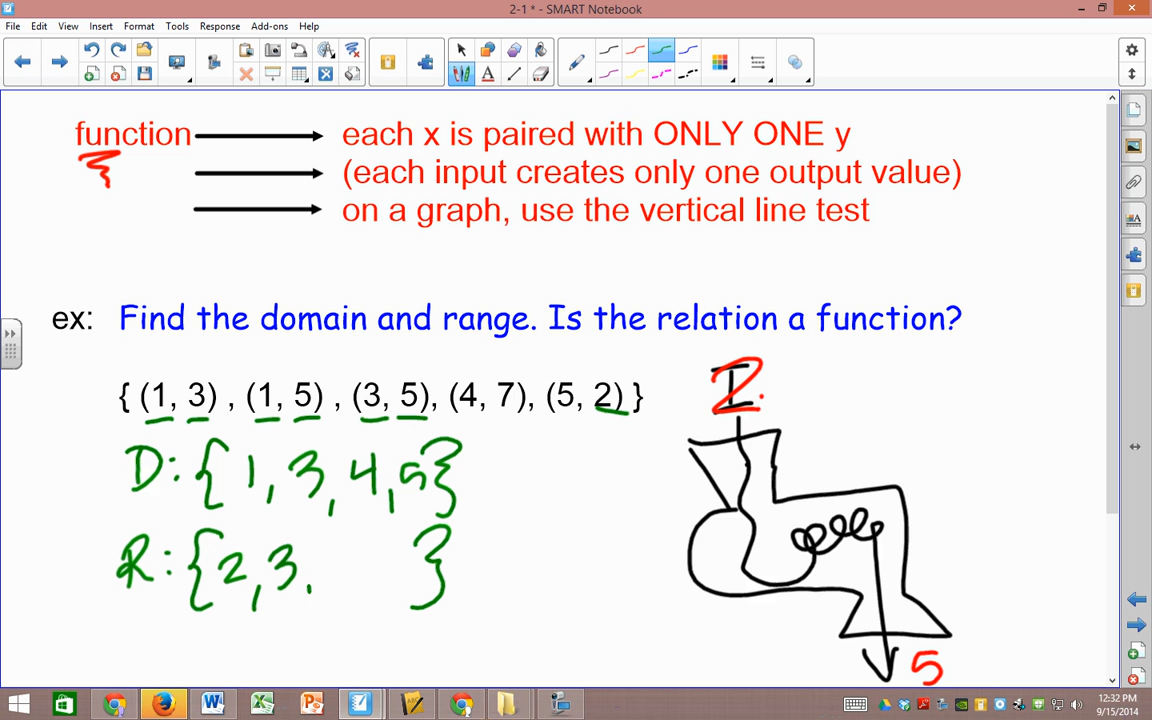 2-1 * - SMART Notebook
File Edit View Insert Format Tools Response Add-ons Help
function each x is paired with ONLY ONE y
(each input creates only one output value)
on a graph, use the vertical line test
ex: Find the domain and range. Is the relation a function?
{ (1, 3) , (1, 5) , (3, 5), (4, 7), (5, 2) }
D: {1, 3, 4, 5}
R: {2, 3, }
5
12:32 PM
9/15/2014